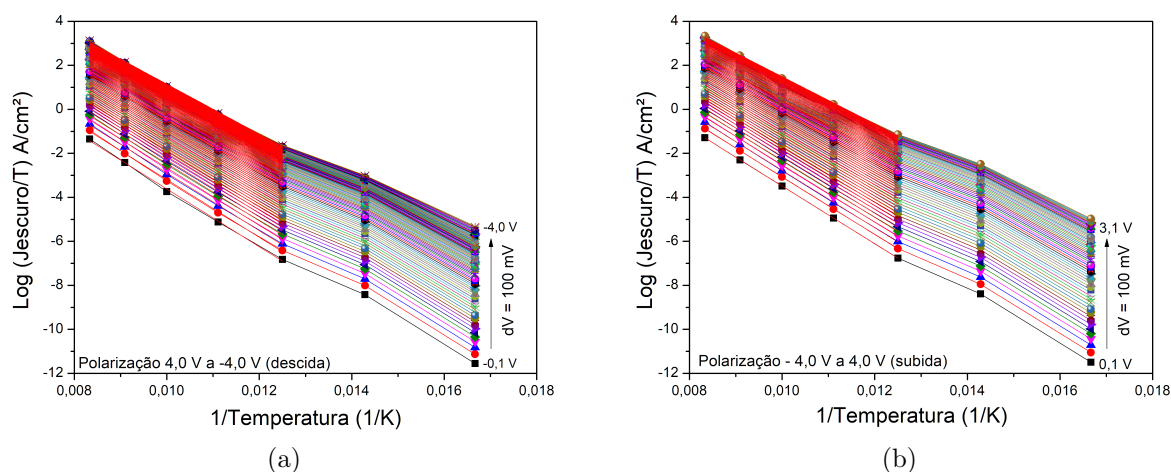 4
2
0
-2
-4
-6
-8
-10
-12
Log (Jescuro/T) A/cm²
-4,0 V
dV = 100 mV
-0,1 V
Polarização 4,0 V a -4,0 V (descida)
0,008 0,010 0,012 0,014 0,016 0,018
1/Temperatura (1/K)
(a)
4
2
0
-2
-4
-6
-8
-10
-12
Log (Jescuro/T) A/cm²
3,1 V
dV = 100 mV
0,1 V
Polarização - 4,0 V a 4,0 V (subida)
0,008 0,010 0,012 0,014 0,016 0,018
1/Temperatura (1/K)
(b)